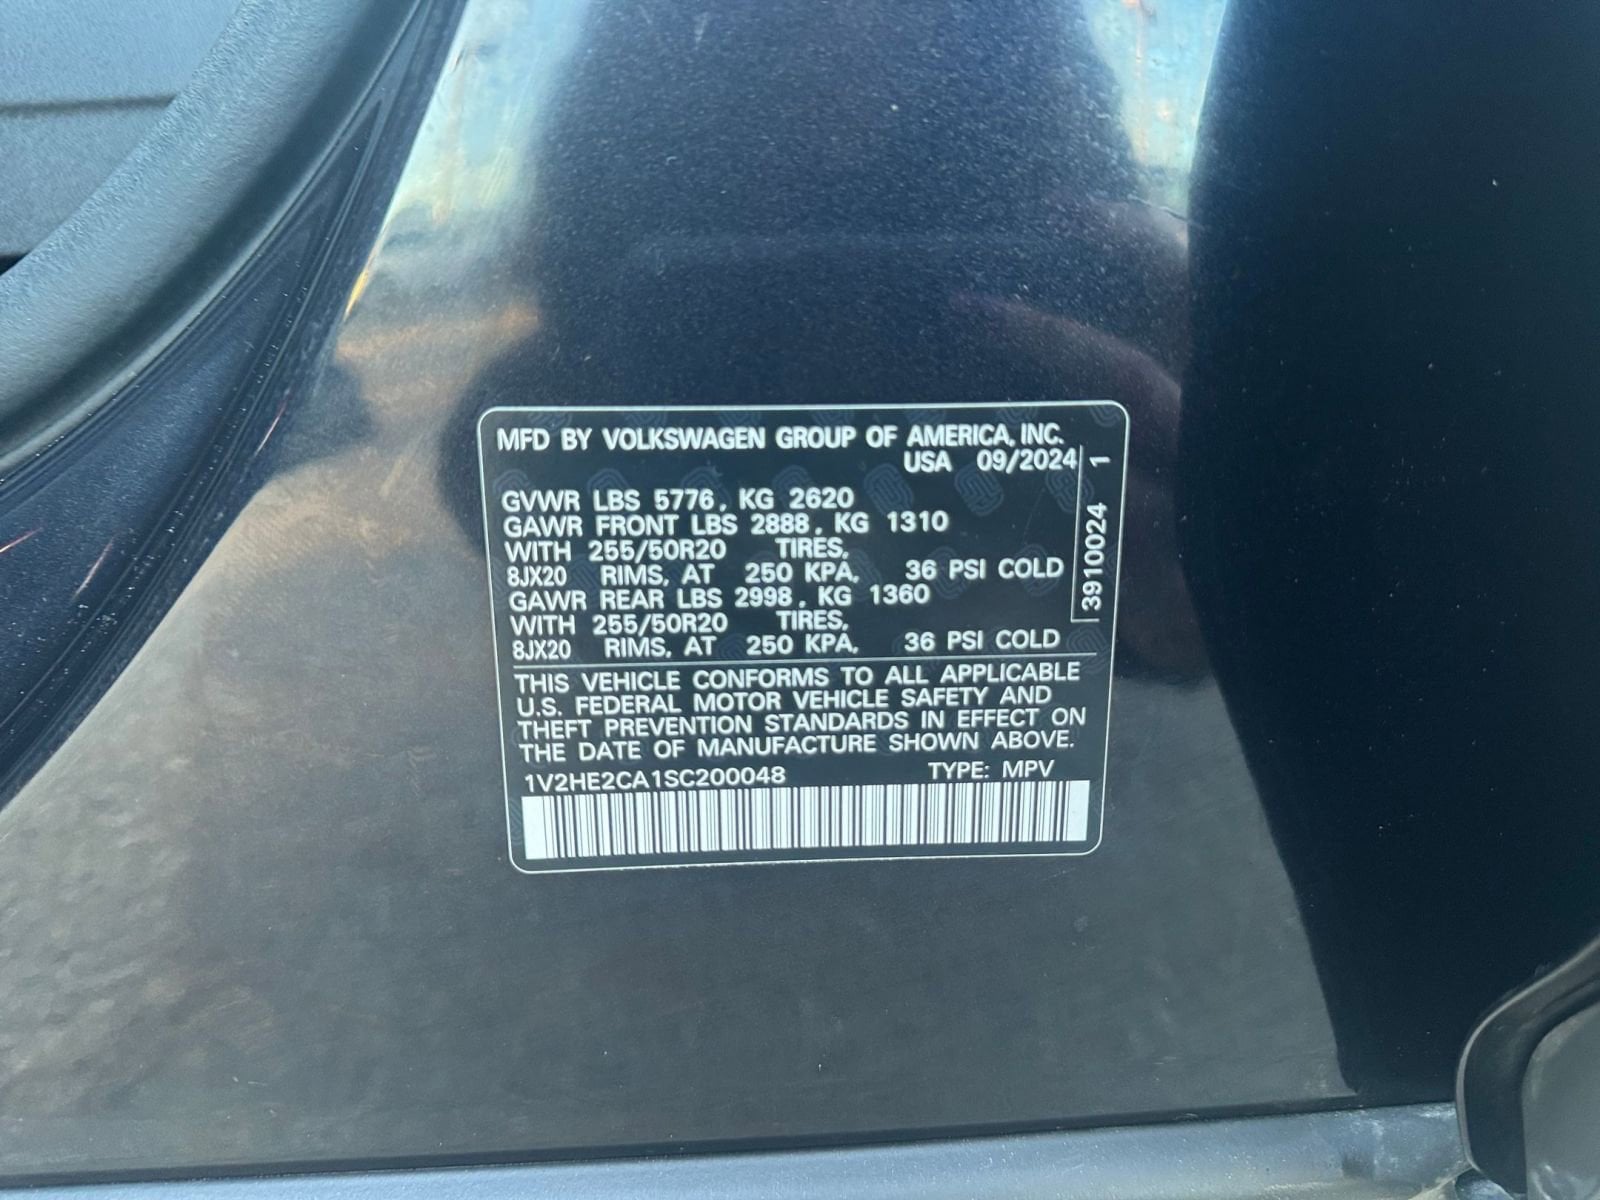 MFD BY VOLKSWAGEN GROUP OF AMERICA, INC.
USA 09/2024
GVWR LBS 5776, KG 2620
GAWR FRONT LBS 2888, KG 1310
WITH 255/50R20 TIRES,
8JX20 RIMS, AT 250 KPA, 36 PSI COLD
GAWR REAR LBS 2998, KG 1360
WITH 255/50R20 TIRES,
8JX20 RIMS, AT 250 KPA, 36 PSI COLD
THIS VEHICLE CONFORMS TO ALL APPLICABLE
U.S. FEDERAL MOTOR VEHICLE SAFETY AND
THEFT PREVENTION STANDARDS IN EFFECT ON
THE DATE OF MANUFACTURE SHOWN ABOVE.
1V2HE2CA1SC200048 TYPE: MPV
3910024 1